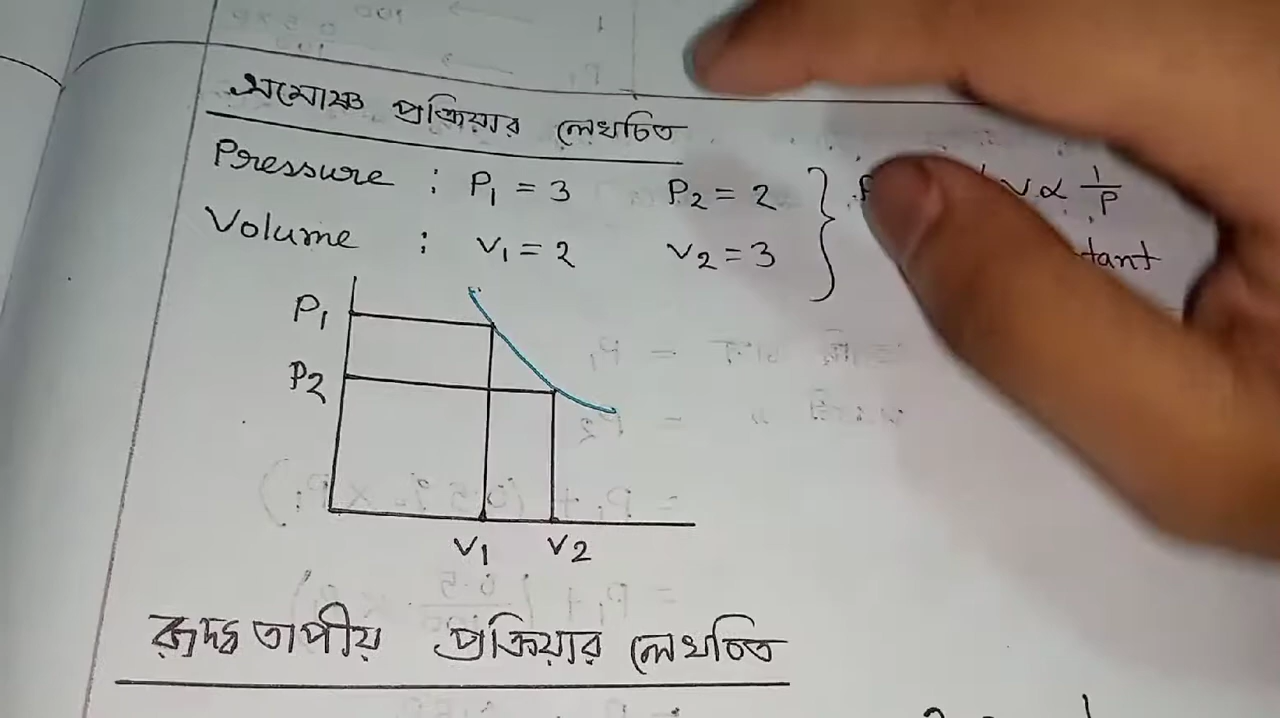 সমোষ্ণ প্রক্রিয়ার লেখচিত
Pressure : P₁ = 3 P₂ = 2 } V ∝ 1/P
Volume : V₁ = 2 V₂ = 3
P₁
P₂
V₁ V₂
রুদ্ধতাপীয় প্রক্রিয়ার লেখচিত